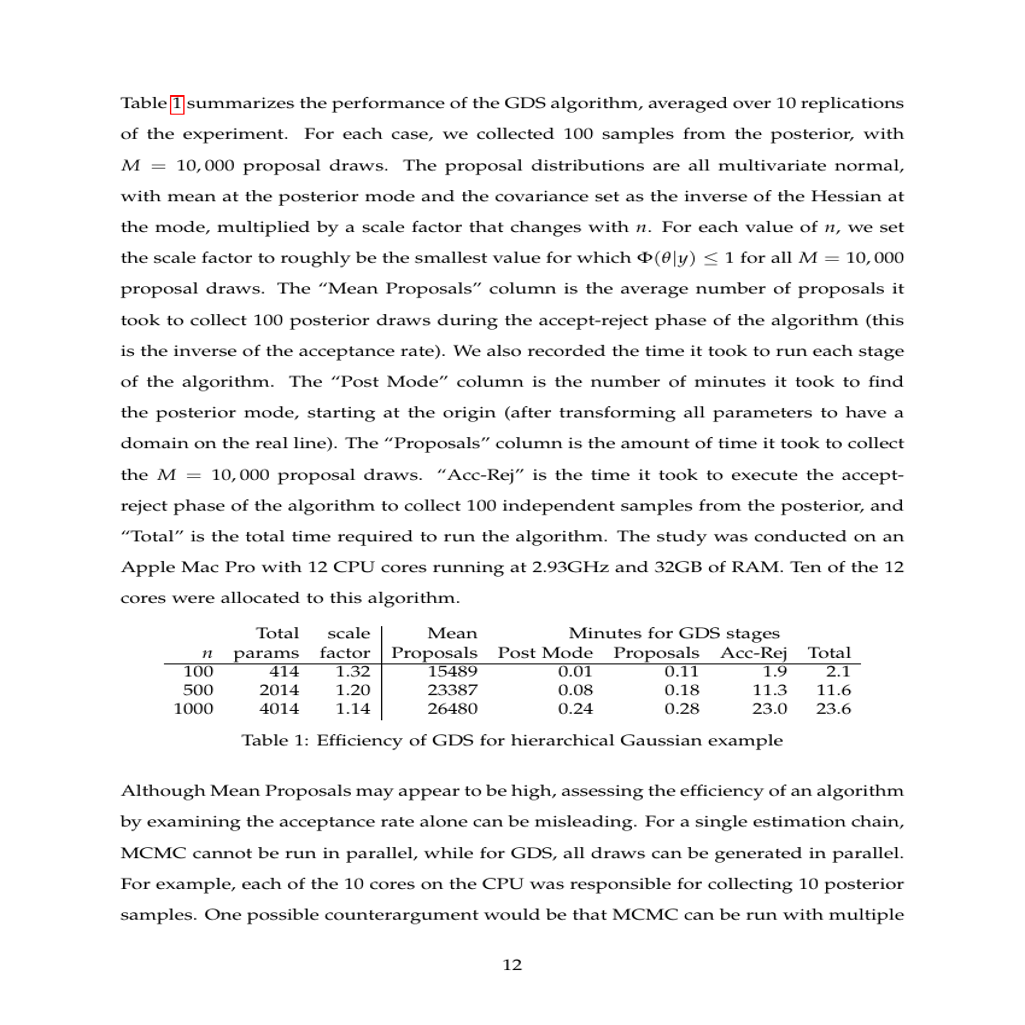 Table 1 summarizes the performance of the GDS algorithm, averaged over 10 replications
of the experiment. For each case, we collected 100 samples from the posterior, with
M = 10, 000 proposal draws. The proposal distributions are all multivariate normal,
with mean at the posterior mode and the covariance set as the inverse of the Hessian at
the mode, multiplied by a scale factor that changes with n. For each value of n, we set
the scale factor to roughly be the smallest value for which Φ(θ|y) ≤ 1 for all M = 10, 000
proposal draws. The “Mean Proposals” column is the average number of proposals it
took to collect 100 posterior draws during the accept-reject phase of the algorithm (this
is the inverse of the acceptance rate). We also recorded the time it took to run each stage
of the algorithm. The “Post Mode” column is the number of minutes it took to find
the posterior mode, starting at the origin (after transforming all parameters to have a
domain on the real line). The “Proposals” column is the amount of time it took to collect
the M = 10, 000 proposal draws. “Acc-Rej” is the time it took to execute the accept-
reject phase of the algorithm to collect 100 independent samples from the posterior, and
“Total” is the total time required to run the algorithm. The study was conducted on an
Apple Mac Pro with 12 CPU cores running at 2.93GHz and 32GB of RAM. Ten of the 12
cores were allocated to this algorithm.
Total scale Mean Minutes for GDS stages
n params factor Proposals Post Mode Proposals Acc-Rej Total
100 414 1.32 15489 0.01 0.11 1.9 2.1
500 2014 1.20 23387 0.08 0.18 11.3 11.6
1000 4014 1.14 26480 0.24 0.28 23.0 23.6
Table 1: Efficiency of GDS for hierarchical Gaussian example
Although Mean Proposals may appear to be high, assessing the efficiency of an algorithm
by examining the acceptance rate alone can be misleading. For a single estimation chain,
MCMC cannot be run in parallel, while for GDS, all draws can be generated in parallel.
For example, each of the 10 cores on the CPU was responsible for collecting 10 posterior
samples. One possible counterargument would be that MCMC can be run with multiple
12